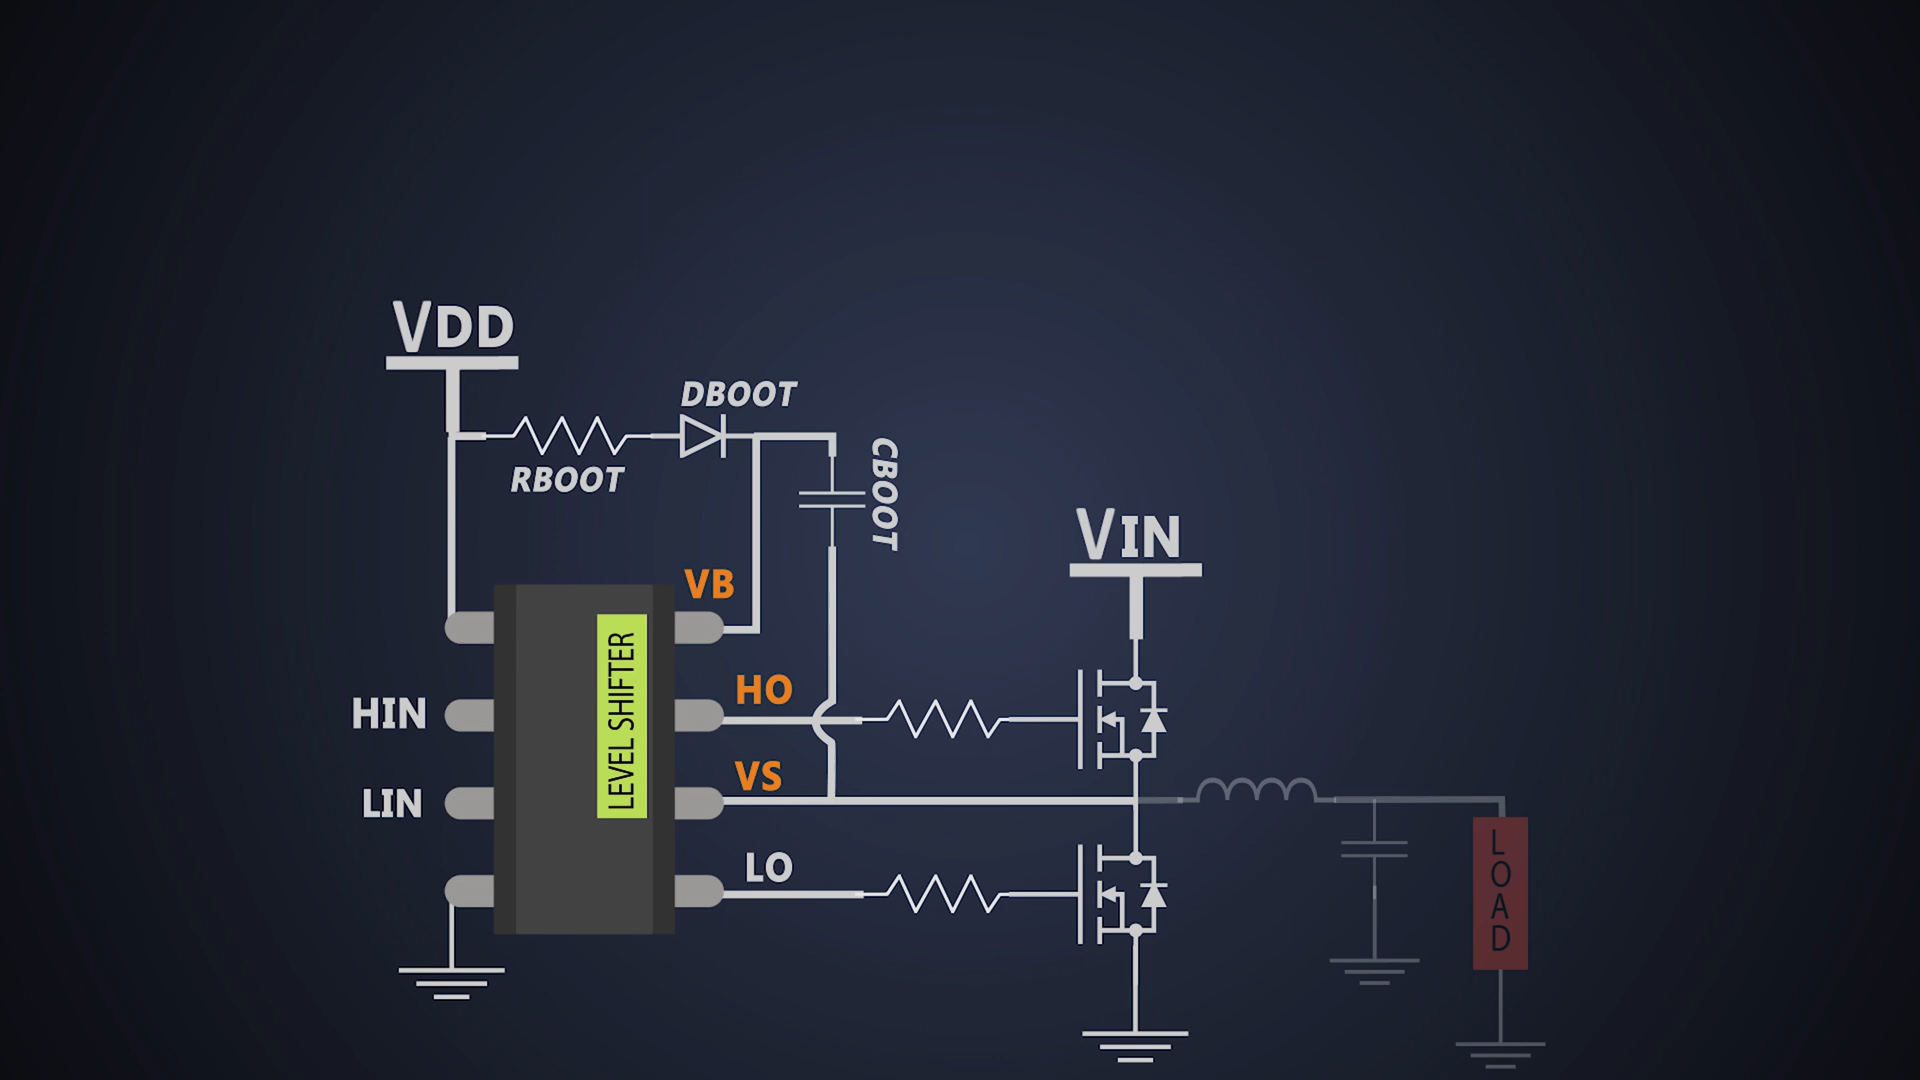 VDD
DBOOT
RBOOT
CBOOT
VIN
VB
LEVEL SHIFTER
HO
HIN
VS
LIN
LO
LOAD